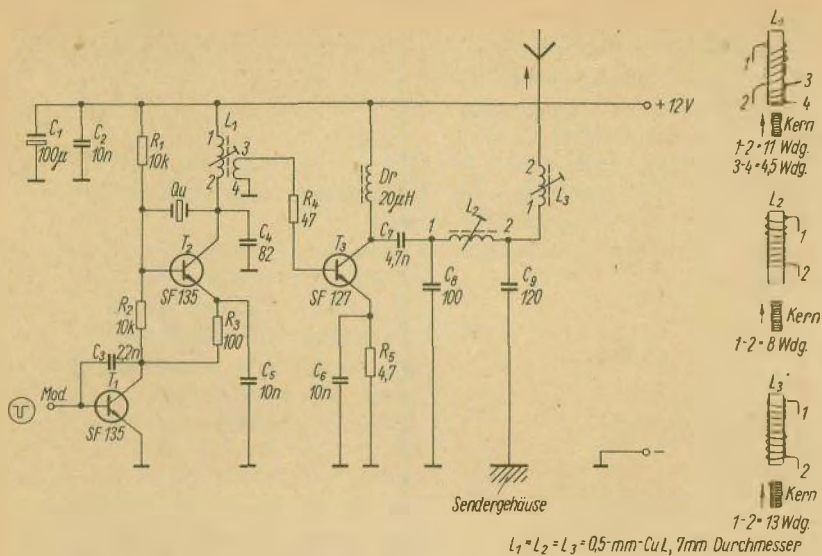 L₁
1
2
3
4
Kern
1-2=11 Wdg.
3-4=4,5 Wdg.
+12V
C₁
100µ
C₂
10n
R₁
10k
1
L₁
3
2
4
Qu
C₄
82
R₄
47
Dr
20µH
C₇
4,7n
1
L₂
2
2
1
L₃
T₂
SF 135
T₃
SF 127
C₈
100
C₉
120
R₂
10k
R₃
100
C₃
2,2n
C₅
10n
C₆
10n
R₅
4,7
Mod.
T₁
SF 135
Sendergehäuse
−
L₂
1
2
Kern
1-2=8 Wdg.
L₃
1
2
Kern
1-2=13 Wdg.
L₁=L₂=L₃=0,5-mm-CuL, 7mm Durchmesser